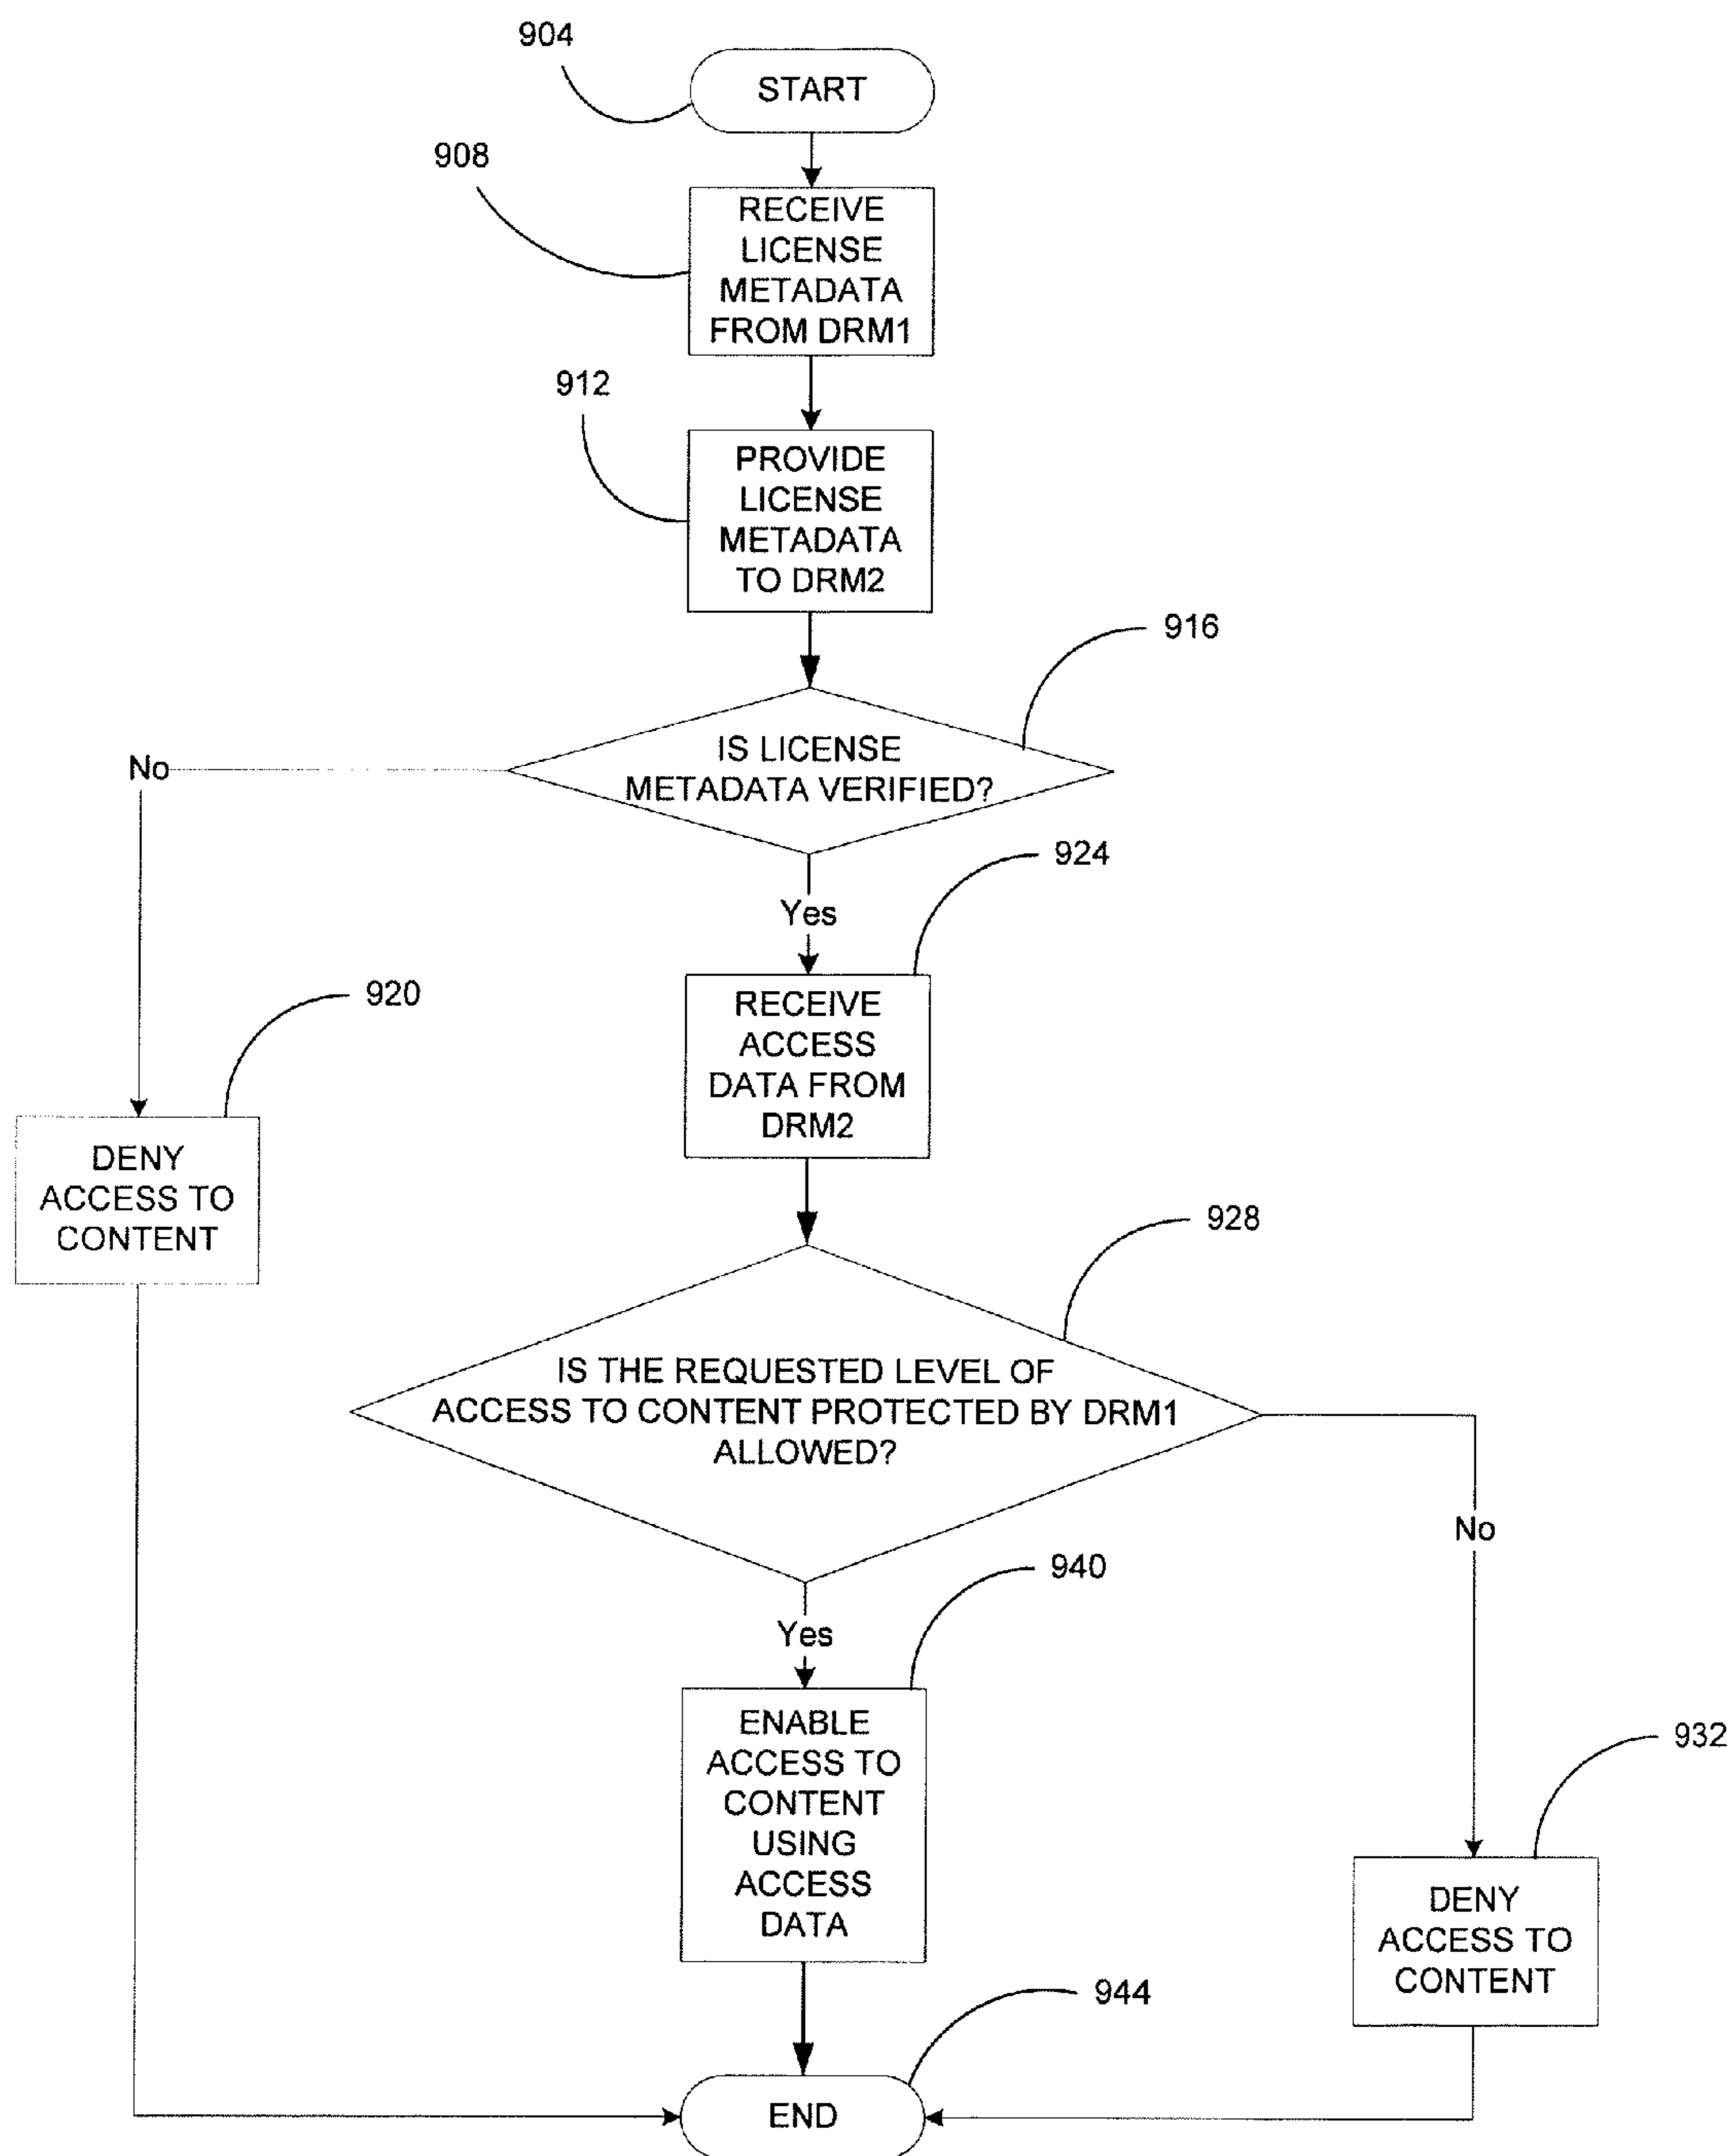 904
START
908
RECEIVE
LICENSE
METADATA
FROM DRM1
912
PROVIDE
LICENSE
METADATA
TO DRM2
916
IS LICENSE
METADATA VERIFIED?
No
924
Yes
RECEIVE
ACCESS
DATA FROM
DRM2
920
DENY
ACCESS TO
CONTENT
928
IS THE REQUESTED LEVEL OF
ACCESS TO CONTENT PROTECTED BY DRM1
ALLOWED?
No
940
Yes
ENABLE
ACCESS TO
CONTENT
USING
ACCESS
DATA
932
DENY
ACCESS TO
CONTENT
944
END